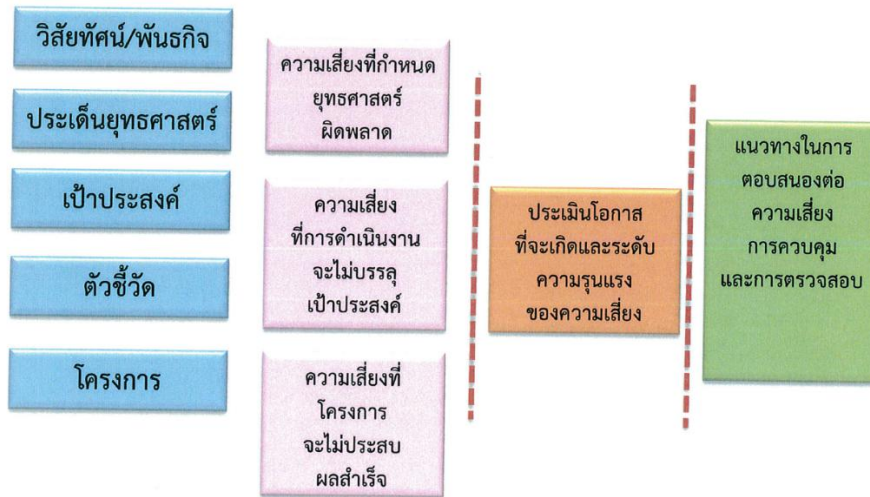 วิสัยทัศน์/พันธกิจ
ประเด็นยุทธศาสตร์
เป้าประสงค์
ตัวชี้วัด
โครงการ
ความเสี่ยงที่กำหนด
ยุทธศาสตร์
ผิดพลาด
ความเสี่ยง
ที่การดำเนินงาน
จะไม่บรรลุ
เป้าประสงค์
ความเสี่ยงที่
โครงการ
จะไม่ประสบ
ผลสำเร็จ
ประเมินโอกาส
ที่จะเกิดและระดับ
ความรุนแรง
ของความเสี่ยง
แนวทางในการ
ตอบสนองต่อ
ความเสี่ยง
การควบคุม
และการตรวจสอบ